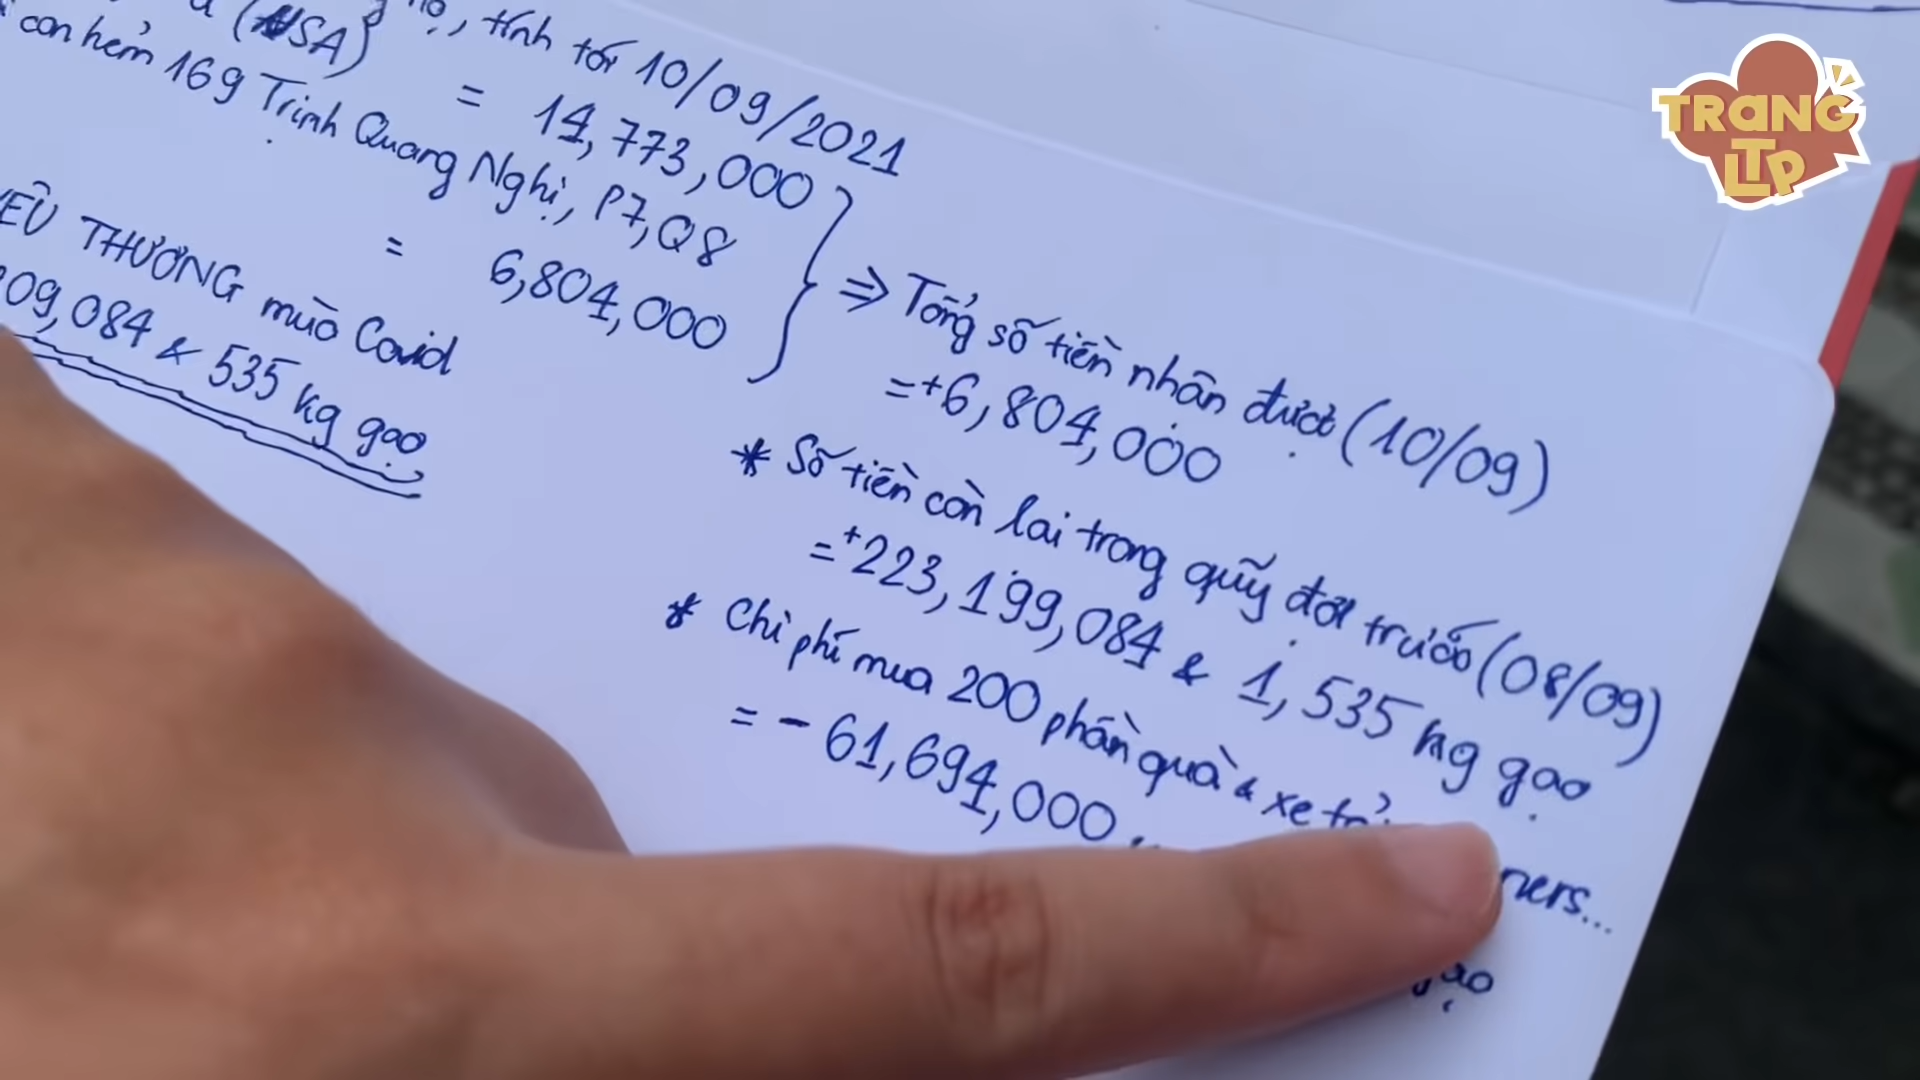 (USA)
, tính tới 10/09/2021
= 14,773,000
con hẻm 169 Trịnh Quang Nghị, P7, Q8
= 6,804,000
THƯƠNG mùa Covid
09,084 & 535 kg gạo
=> Tổng số tiền nhận được (10/09)
= +6,804,000
* Số tiền còn lại trong quỹ đợt trước (08/09)
= +223,199,084 & 1,535 kg gạo
* Chi phí mua 200 phần quà & xe
= - 61,694,000
gạo
TRANG
LTP